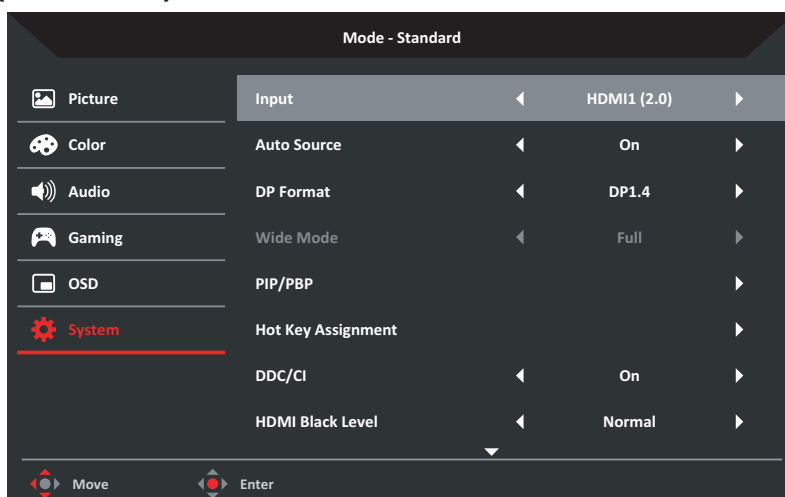 Mode - Standard
Picture
Input HDMI1 (2.0)
Color
Auto Source On
Audio
DP Format DP1.4
Gaming
Wide Mode Full
OSD
PIP/PBP
System
Hot Key Assignment
DDC/CI On
HDMI Black Level Normal
Move Enter